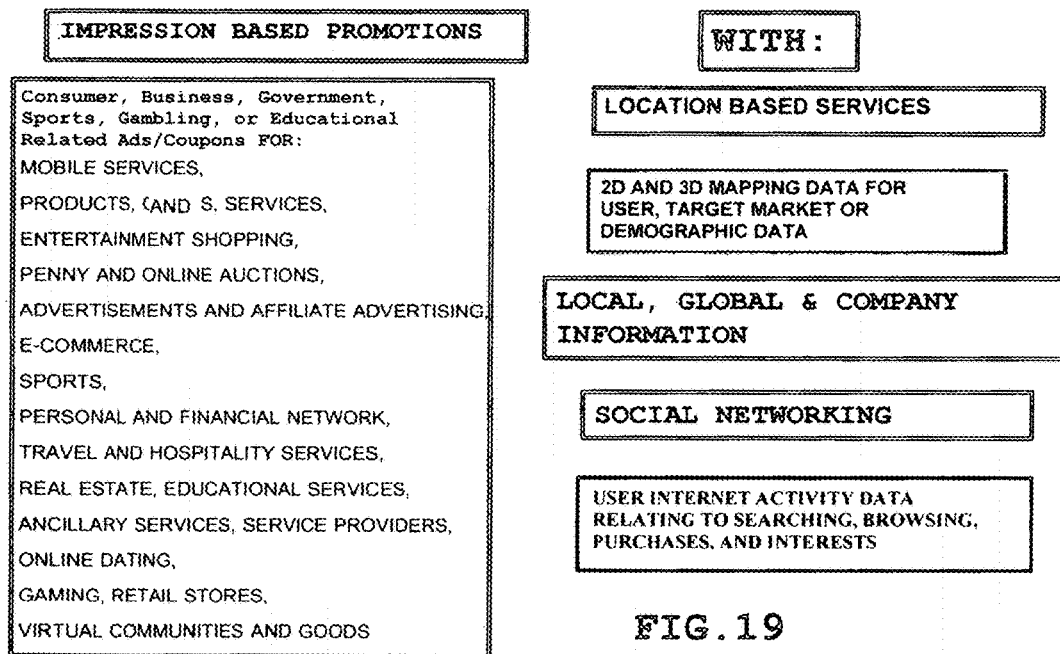 IMPRESSION BASED PROMOTIONS
Consumer, Business, Government,
Sports, Gambling, or Educational
Related Ads/Coupons FOR:
MOBILE SERVICES,
PRODUCTS, (AND S, SERVICES,
ENTERTAINMENT SHOPPING,
PENNY AND ONLINE AUCTIONS,
ADVERTISEMENTS AND AFFILIATE ADVERTISING,
E-COMMERCE,
SPORTS,
PERSONAL AND FINANCIAL NETWORK,
TRAVEL AND HOSPITALITY SERVICES,
REAL ESTATE, EDUCATIONAL SERVICES,
ANCILLARY SERVICES, SERVICE PROVIDERS,
ONLINE DATING,
GAMING, RETAIL STORES,
VIRTUAL COMMUNITIES AND GOODS
WITH:
LOCATION BASED SERVICES
2D AND 3D MAPPING DATA FOR
USER, TARGET MARKET OR
DEMOGRAPHIC DATA
LOCAL, GLOBAL & COMPANY
INFORMATION
SOCIAL NETWORKING
USER INTERNET ACTIVITY DATA
RELATING TO SEARCHING, BROWSING,
PURCHASES, AND INTERESTS
FIG.19